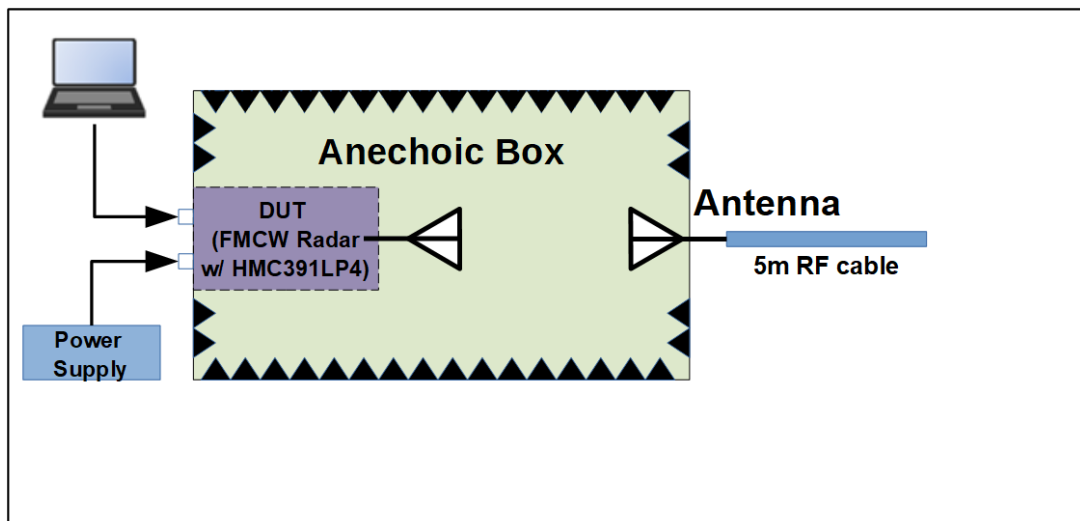 Anechoic Box
DUT
(FMCW Radar
w/ HMC391LP4)
Antenna
5m RF cable
Power
Supply